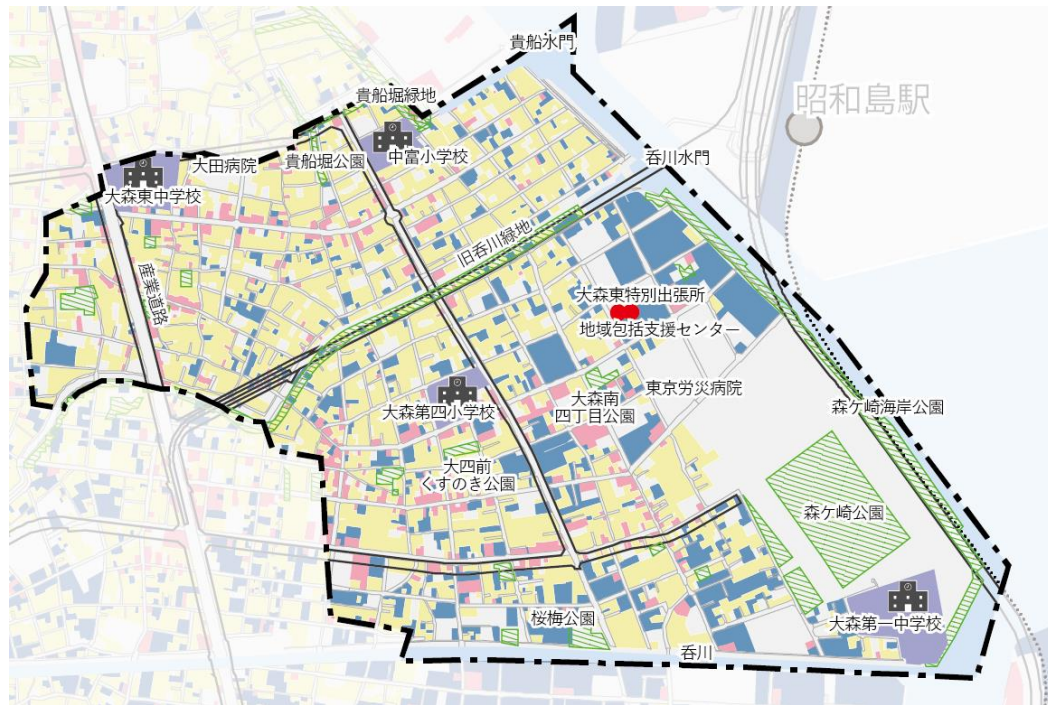 貴船水門
昭和島駅
貴船堀緑地
中富小学校
貴船堀公園
大田病院
呑川水門
大森東中学校
旧呑川緑地
産業道路
大森東特別出張所
地域包括支援センター
東京労災病院
大森南
四丁目公園
大森第四小学校
森ケ崎海岸公園
大四前
くすのき公園
森ケ崎公園
桜梅公園
大森第一中学校
呑川